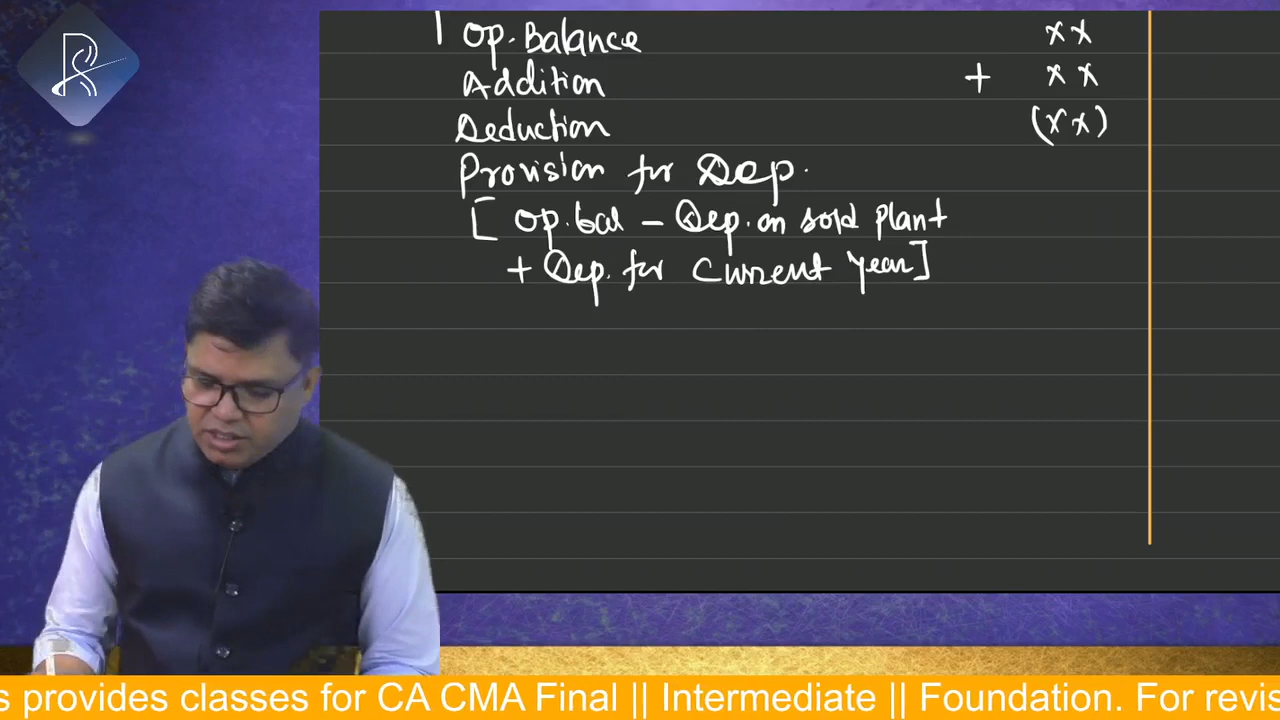 Op. Balance xx
Addition + xx
Deduction (xx)
Provision for Dep.
[ Op. bal - Dep. on sold plant
+ Dep. for Current Year ]
s provides classes for CA CMA Final || Intermediate || Foundation. For revis